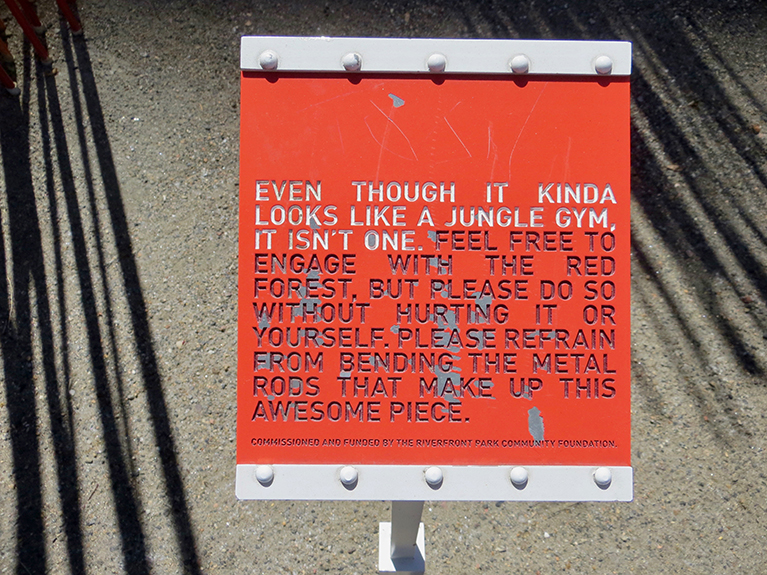 EVEN THOUGH IT KINDA
LOOKS LIKE A JUNGLE GYM,
IT ISN'T ONE. FEEL FREE TO
ENGAGE WITH THE RED
FOREST, BUT PLEASE DO SO
WITHOUT HURTING IT OR
YOURSELF. PLEASE REFRAIN
FROM BENDING THE METAL
RODS THAT MAKE UP THIS
AWESOME PIECE.
COMMISSIONED AND FUNDED BY THE RIVERFRONT PARK COMMUNITY FOUNDATION.